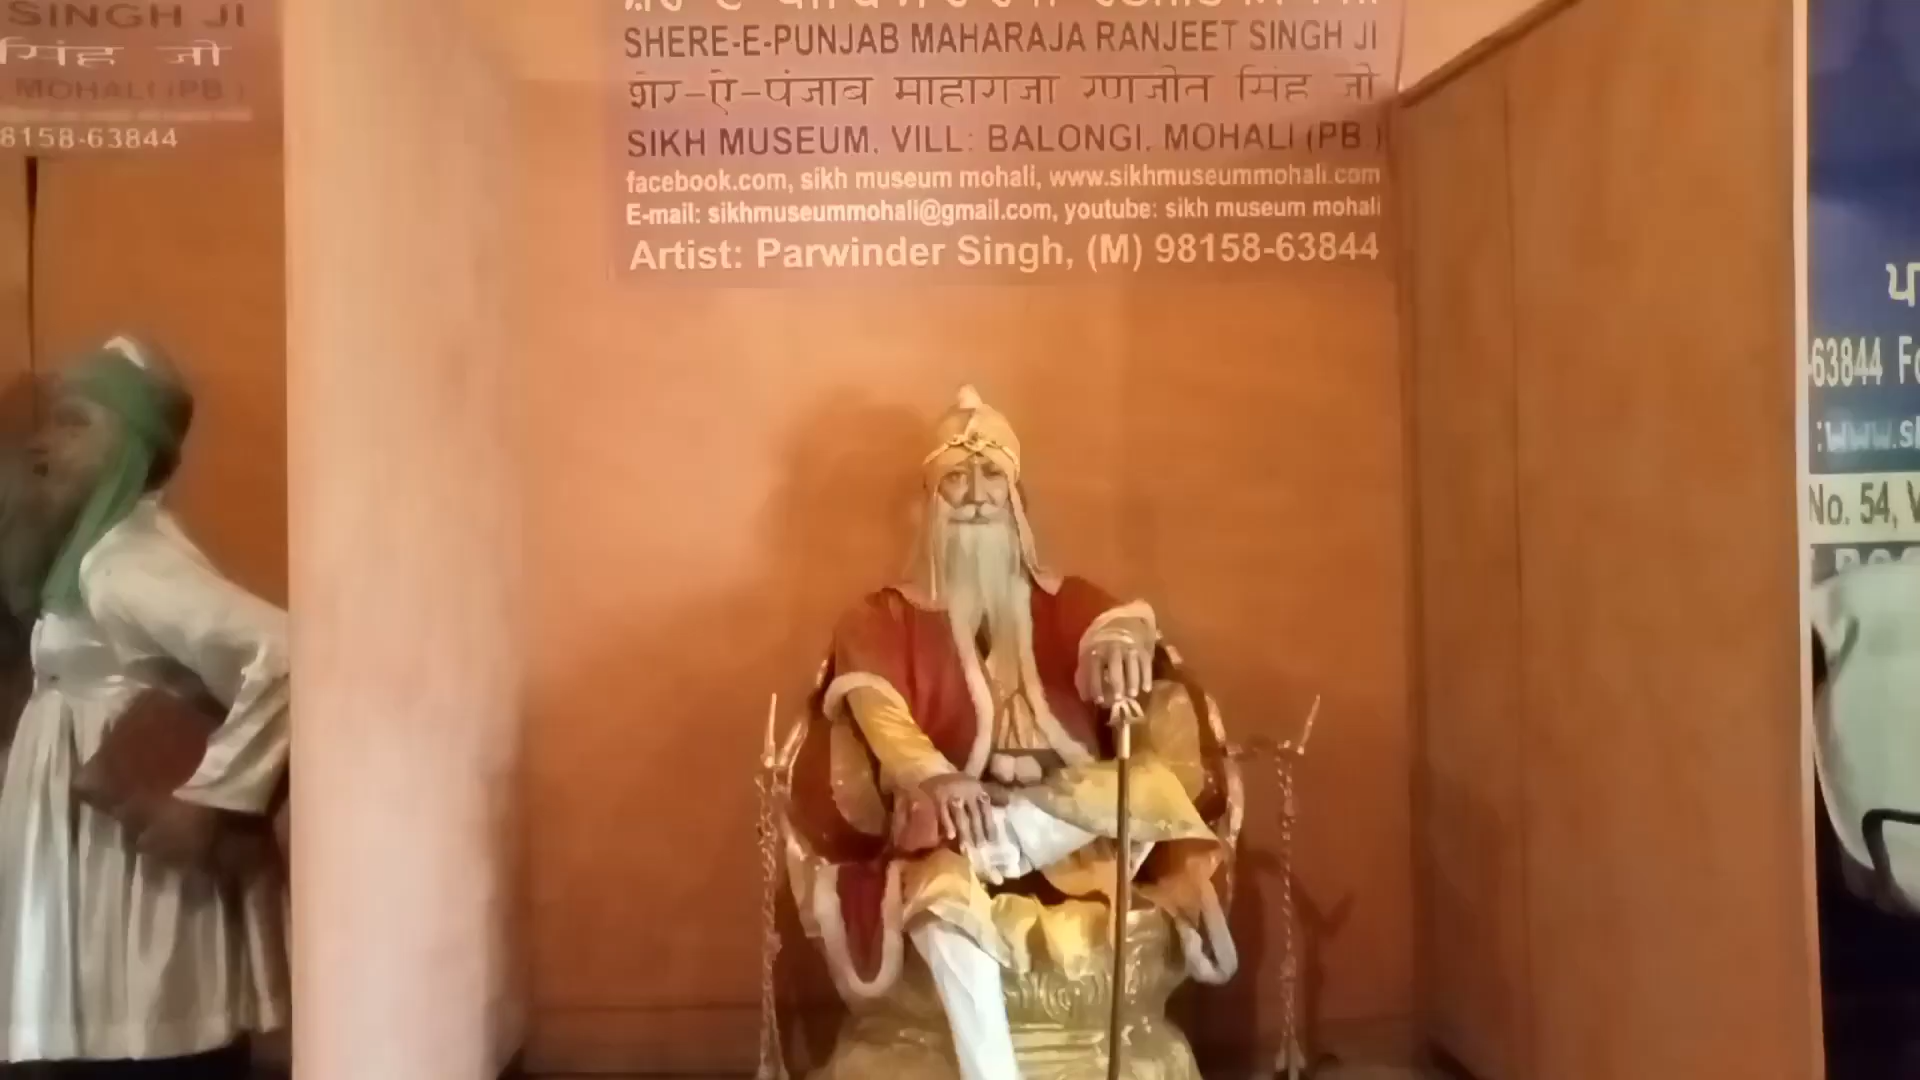 SINGH JI
सिंह जी
MOHALI (PB.)
8158-63844
SHERE-E-PUNJAB MAHARAJA RANJEET SINGH JI
शेर-ऐ-पंजाब माहाराजा रणजीत सिंह जी
SIKH MUSEUM, VILL: BALONGI, MOHALI (PB.)
facebook.com, sikh museum mohali, www.sikhmuseummohali.com
E-mail: sikhmuseummohali@gmail.com, youtube: sikh museum mohali
Artist: Parwinder Singh, (M) 98158-63844
-63844
:www.s
No. 54,